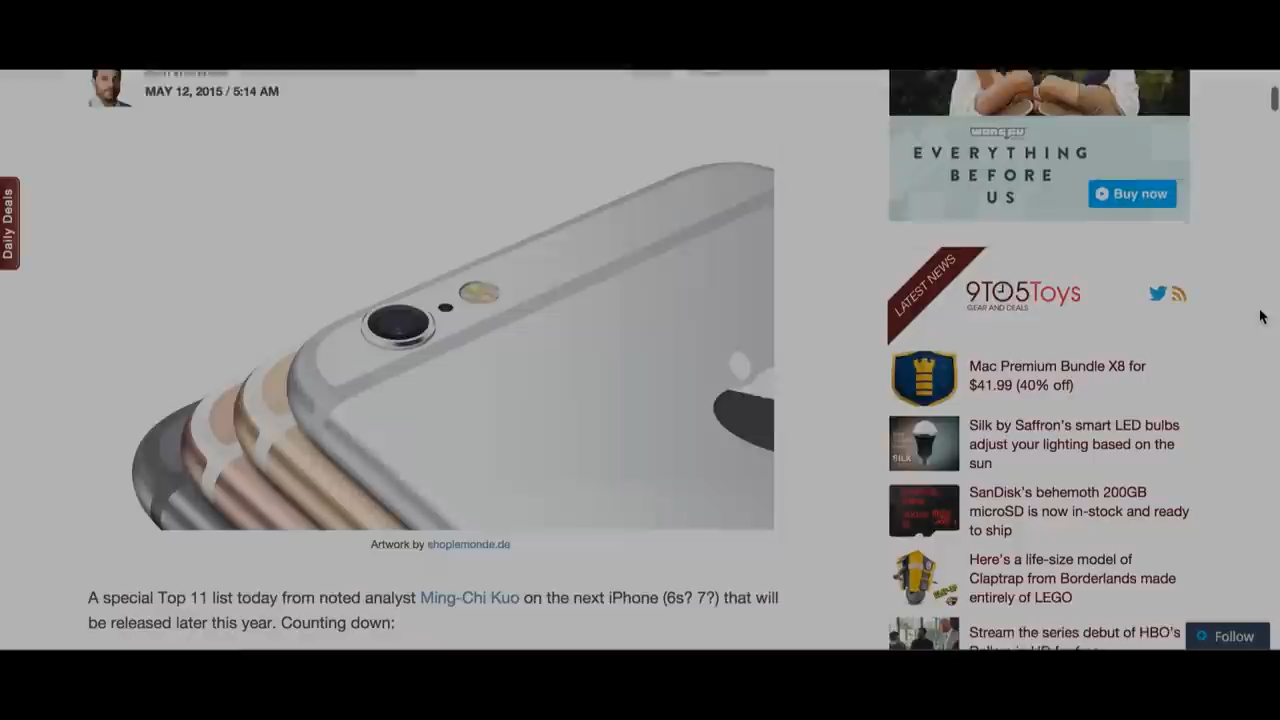 MAY 12, 2015 / 5:14 AM
Daily Deals
Artwork by shoplemonde.de
A special Top 11 list today from noted analyst Ming-Chi Kuo on the next iPhone (6s? 7?) that will
be released later this year. Counting down:
wongfu
EVERYTHING
BEFORE
US
Buy now
LATEST NEWS
9TO5Toys
GEAR AND DEALS
Mac Premium Bundle X8 for
$41.99 (40% off)
Silk by Saffron's smart LED bulbs
adjust your lighting based on the
sun
SILK
SanDisk's behemoth 200GB
microSD is now in-stock and ready
to ship
Here's a life-size model of
Claptrap from Borderlands made
entirely of LEGO
Stream the series debut of HBO's
Follow